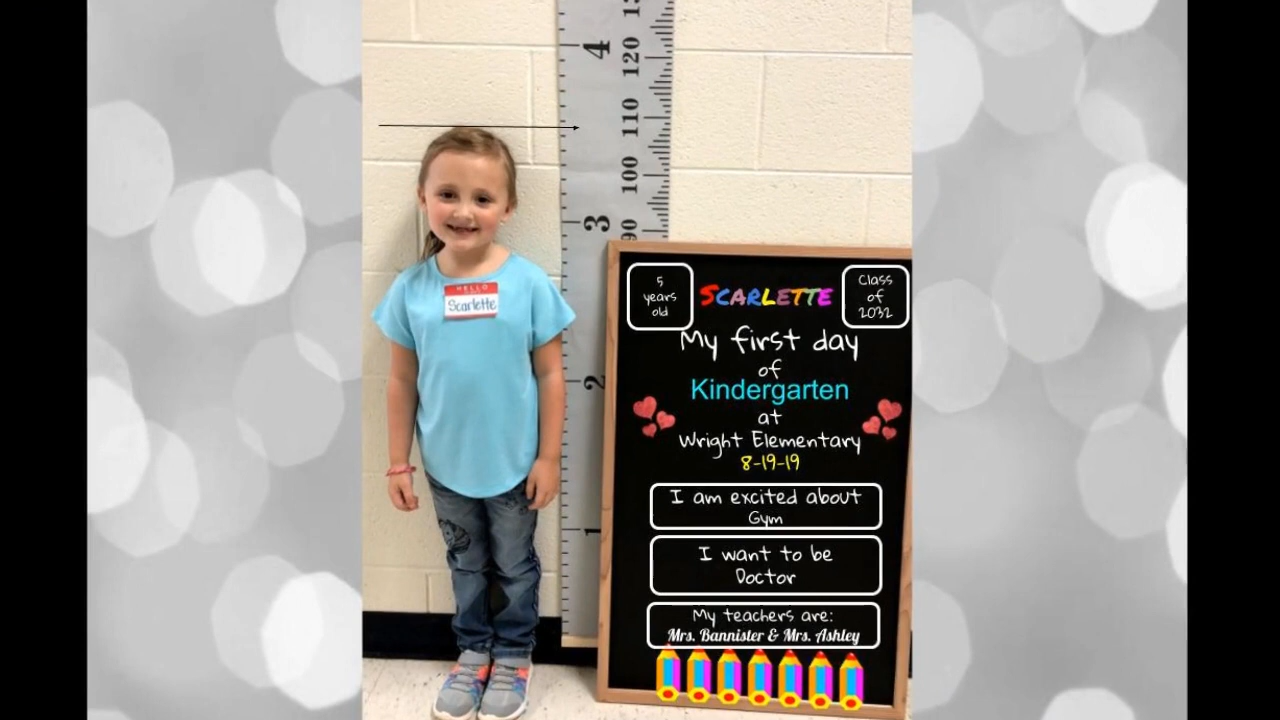 13
4
120
110
100
3
90
2
1
HELLO
Scarlette
5
years
old
SCARLETTE
Class
of
2032
My first day
of
Kindergarten
at
Wright Elementary
8-19-19
I am excited about
Gym
I want to be
Doctor
My teachers are:
Mrs. Bannister & Mrs. Ashley